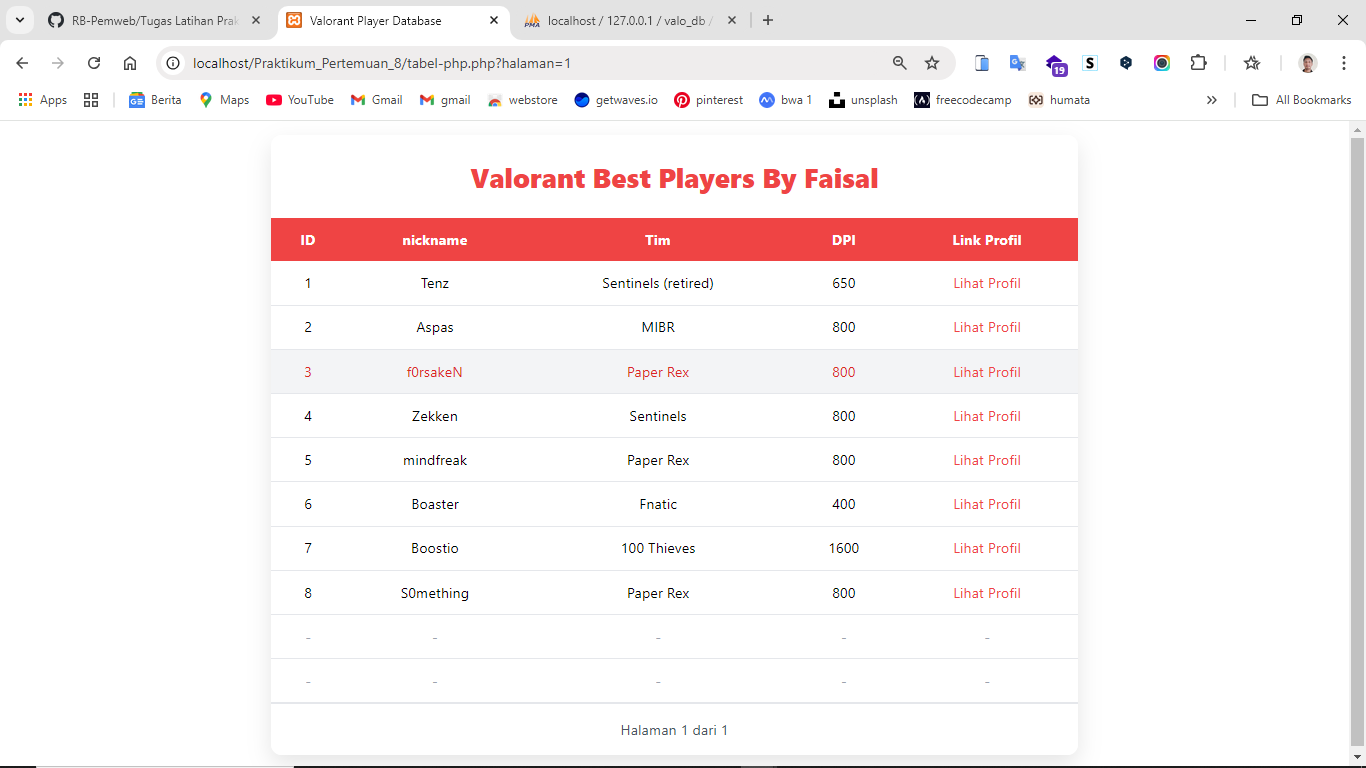 RB-Pemweb/Tugas Latihan Prak
Valorant Player Database
localhost / 127.0.0.1 / valo_db /
localhost/Praktikum_Pertemuan_8/tabel-php.php?halaman=1
19
S
Apps
Berita
Maps
YouTube
Gmail
gmail
webstore
getwaves.io
pinterest
bwa 1
unsplash
freecodecamp
humata
All Bookmarks
Valorant Best Players By Faisal
ID nickname Tim DPI Link Profil
1 Tenz Sentinels (retired) 650 Lihat Profil
2 Aspas MIBR 800 Lihat Profil
3 f0rsakeN Paper Rex 800 Lihat Profil
4 Zekken Sentinels 800 Lihat Profil
5 mindfreak Paper Rex 800 Lihat Profil
6 Boaster Fnatic 400 Lihat Profil
7 Boostio 100 Thieves 1600 Lihat Profil
8 S0mething Paper Rex 800 Lihat Profil
- - - - -
- - - - -
Halaman 1 dari 1